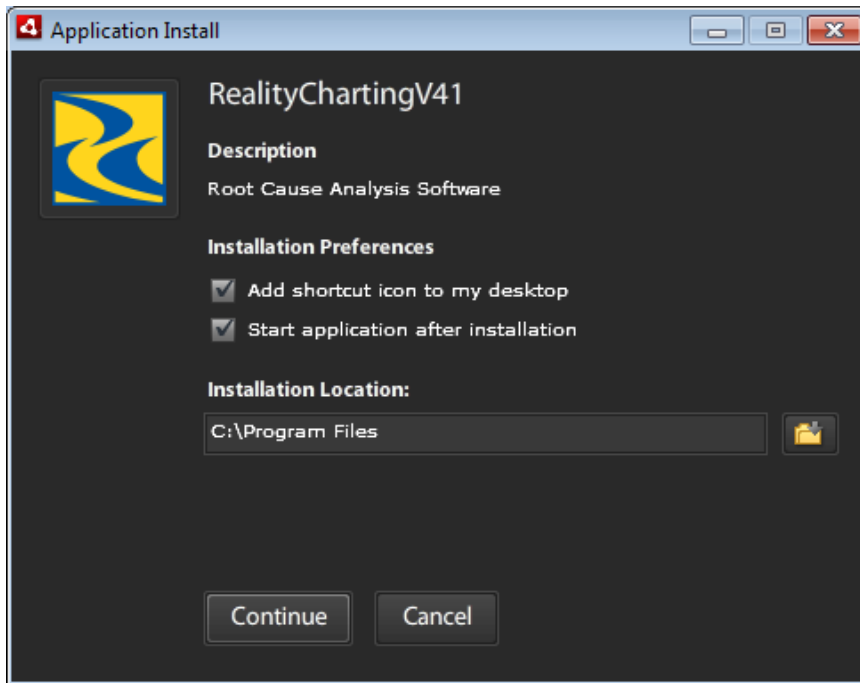 Application Install
RealityChartingV41
Description
Root Cause Analysis Software
Installation Preferences
Add shortcut icon to my desktop
Start application after installation
Installation Location:
C:\Program Files
Continue
Cancel